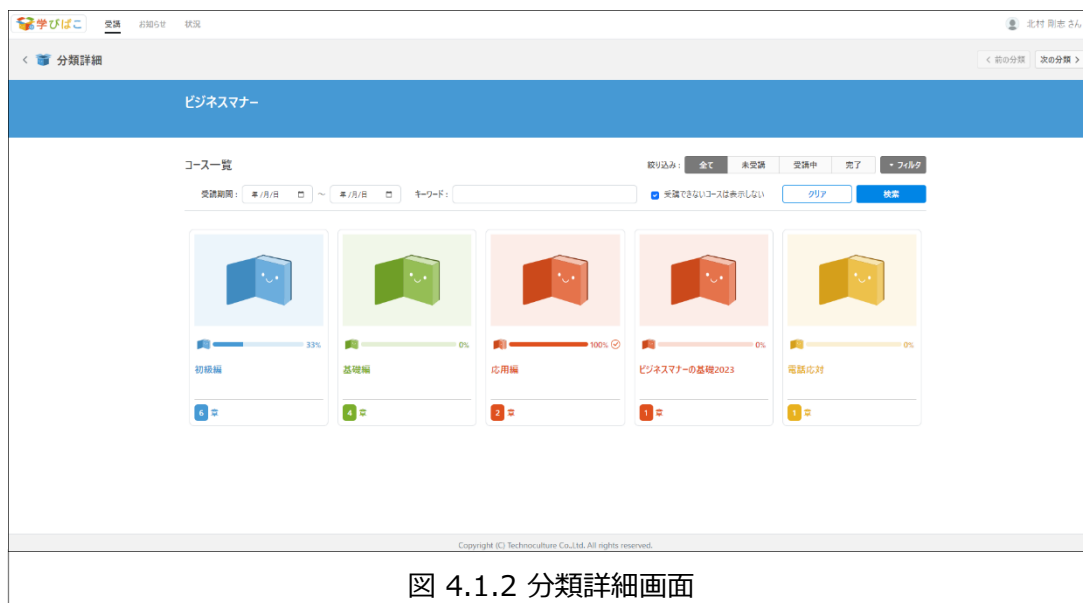 学びばこ 受講 お知らせ 状況 北村 剛志 さん
< 分類詳細 < 前の分類 次の分類 >
ビジネスマナー
コース一覧 絞り込み : 全て 未受講 受講中 完了 + フィルタ
受講期間 : 年 /月/日 ~ 年 /月/日 キーワード : 受講できないコースは表示しない クリア 検索
33% 0% 100% 0% 0%
初級編 基礎編 応用編 ビジネスマナーの基礎2023 電話応対
6 章 4 章 2 章 1 章 1 章
Copyright (C) Technoculture Co.,Ltd. All rights reserved.
図 4.1.2 分類詳細画面